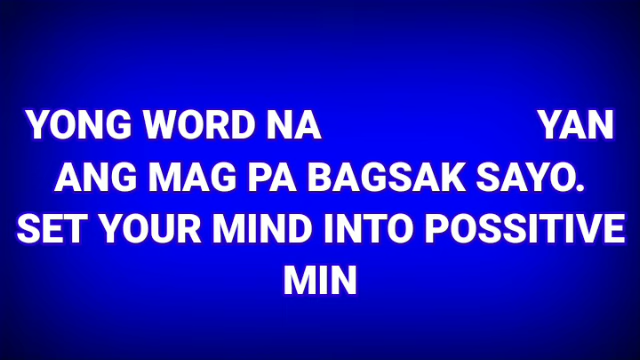 YONG WORD NA YAN
ANG MAG PA BAGSAK SAYO.
SET YOUR MIND INTO POSSITIVE
MIN